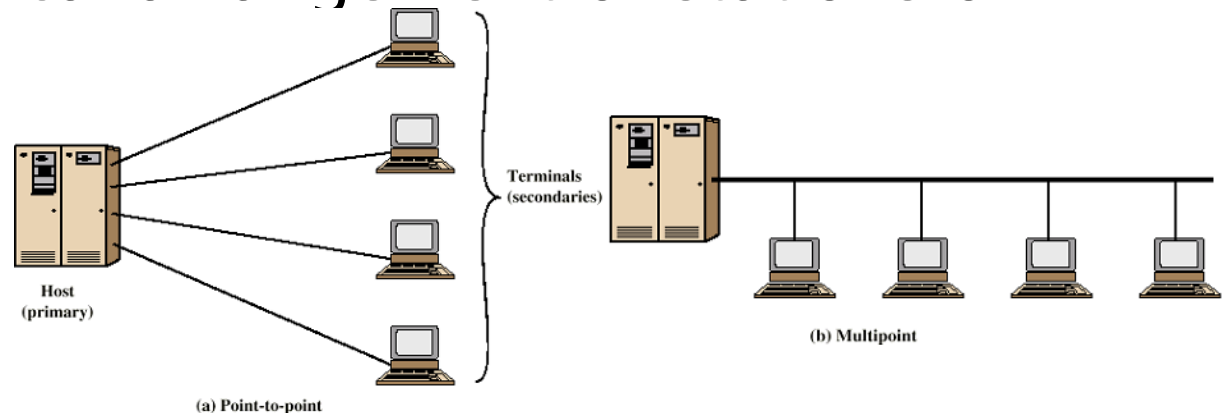 Host
(primary)
Terminals
(secondaries)
(a) Point-to-point
(b) Multipoint